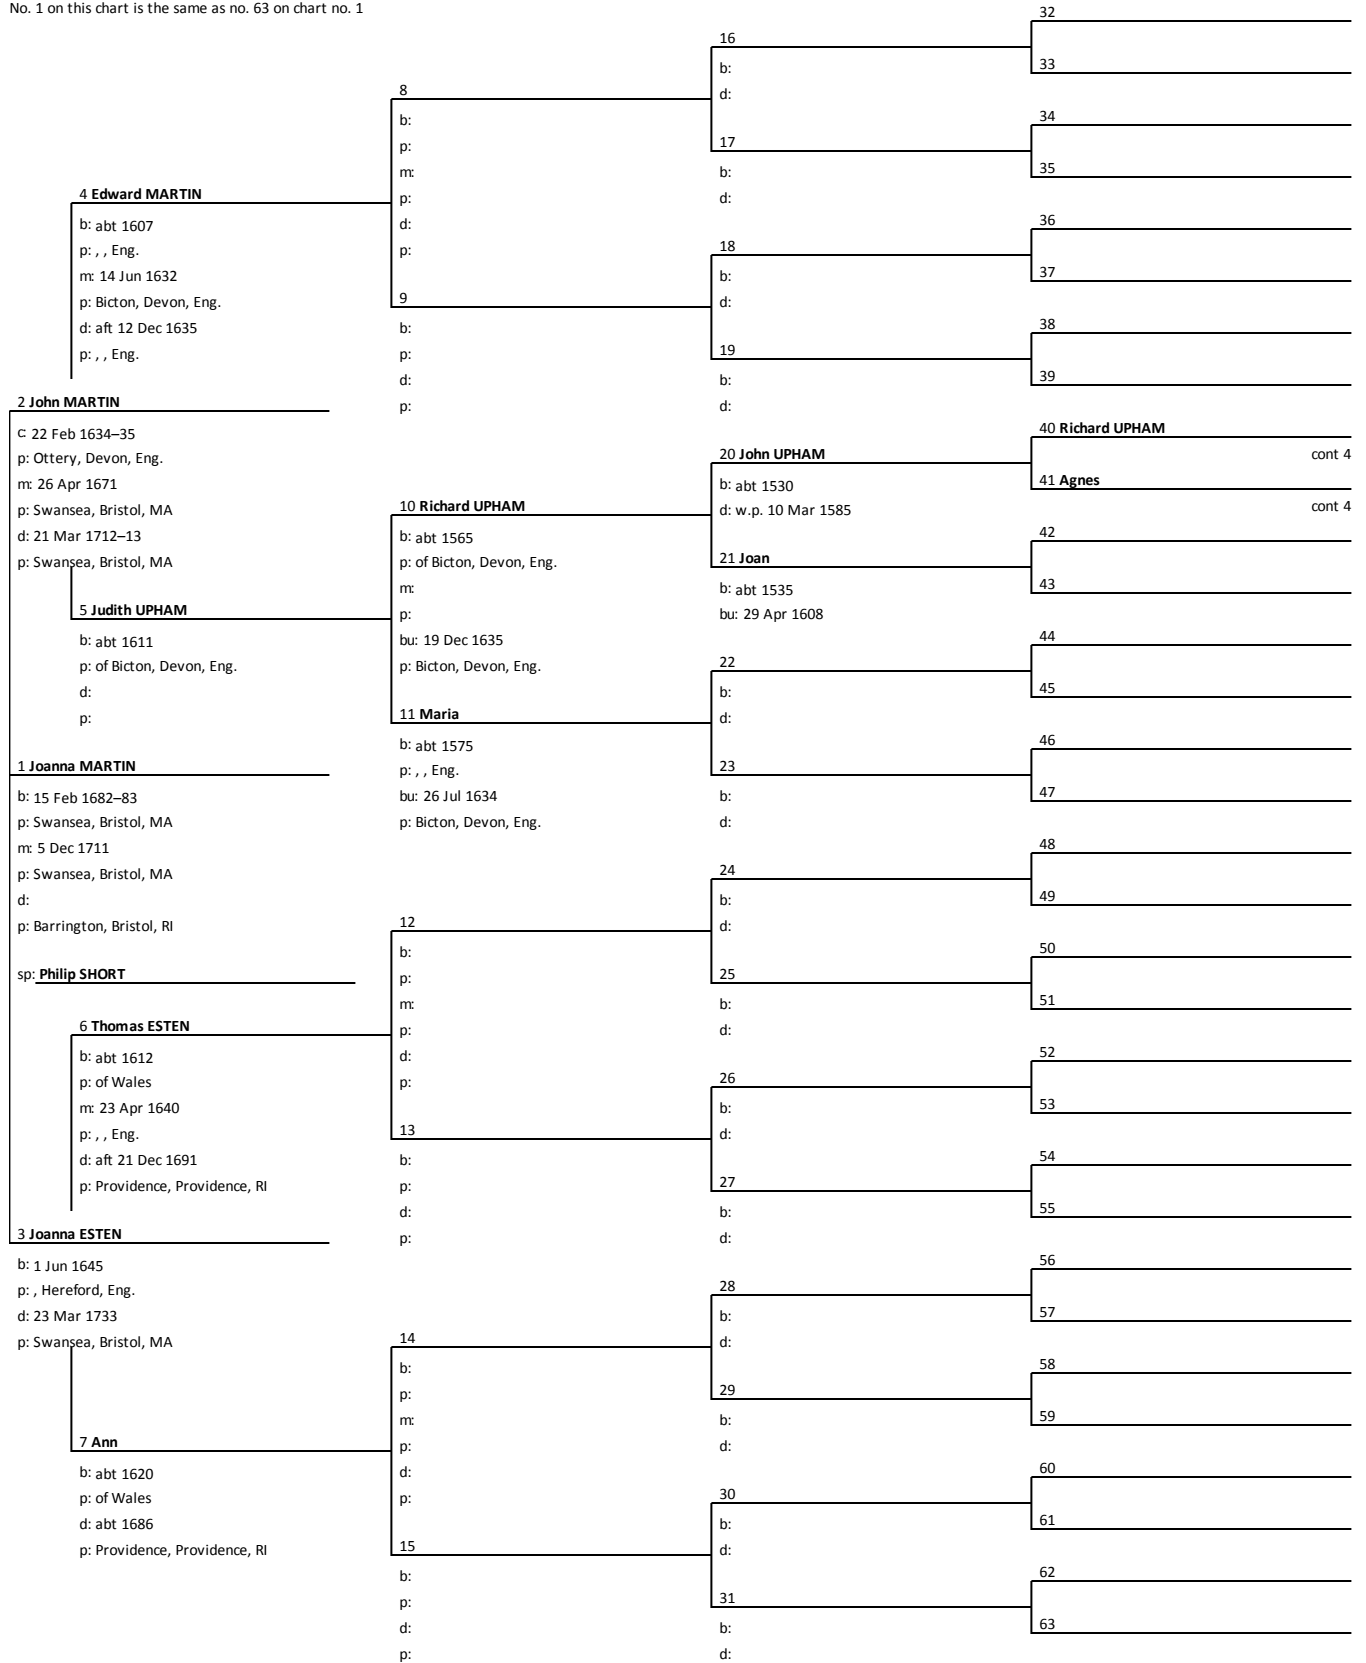 No. 1 on this chart is the same as no. 63 on chart no. 1
4 Edward MARTIN
b: abt 1607
p: , , Eng.
m: 14 Jun 1632
p: Bicton, Devon, Eng.
d: aft 12 Dec 1635
p: , , Eng.
2 John MARTIN
c: 22 Feb 1634–35
p: Ottery, Devon, Eng.
m: 26 Apr 1671
p: Swansea, Bristol, MA
d: 21 Mar 1712–13
p: Swansea, Bristol, MA
5 Judith UPHAM
b: abt 1611
p: of Bicton, Devon, Eng.
d:
p:
1 Joanna MARTIN
b: 15 Feb 1682–83
p: Swansea, Bristol, MA
m: 5 Dec 1711
p: Swansea, Bristol, MA
d:
p: Barrington, Bristol, RI
sp: Philip SHORT
6 Thomas ESTEN
b: abt 1612
p: of Wales
m: 23 Apr 1640
p: , , Eng.
d: aft 21 Dec 1691
p: Providence, Providence, RI
3 Joanna ESTEN
b: 1 Jun 1645
p: , Hereford, Eng.
d: 23 Mar 1733
p: Swansea, Bristol, MA
7 Ann
b: abt 1620
p: of Wales
d: abt 1686
p: Providence, Providence, RI
8
b:
p:
m:
p:
d:
p:
9
b:
p:
d:
p:
10 Richard UPHAM
b: abt 1565
p: of Bicton, Devon, Eng.
m:
p:
bu: 19 Dec 1635
p: Bicton, Devon, Eng.
11 Maria
b: abt 1575
p: , , Eng.
bu: 26 Jul 1634
p: Bicton, Devon, Eng.
12
b:
p:
m:
p:
d:
p:
13
b:
p:
d:
p:
14
b:
p:
m:
p:
d:
p:
15
b:
p:
d:
p:
16
b:
d:
17
b:
d:
18
b:
d:
19
b:
d:
20 John UPHAM
b: abt 1530
d: w.p. 10 Mar 1585
21 Joan
b: abt 1535
bu: 29 Apr 1608
22
b:
d:
23
b:
d:
24
b:
d:
25
b:
d:
26
b:
d:
27
b:
d:
28
b:
d:
29
b:
d:
30
b:
d:
31
b:
d:
32
33
34
35
36
37
38
39
40 Richard UPHAM
cont 4
41 Agnes
cont 4
42
43
44
45
46
47
48
49
50
51
52
53
54
55
56
57
58
59
60
61
62
63